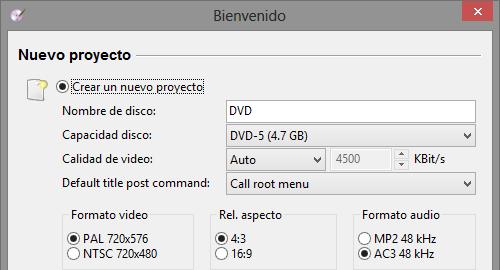 Bienvenido
Nuevo proyecto
Crear un nuevo proyecto
Nombre de disco: DVD
Capacidad disco: DVD-5 (4.7 GB)
Calidad de video: Auto 4500 KBit/s
Default title post command: Call root menu
Formato video Rel. aspecto Formato audio
PAL 720x576 4:3 MP2 48 kHz
NTSC 720x480 16:9 AC3 48 kHz